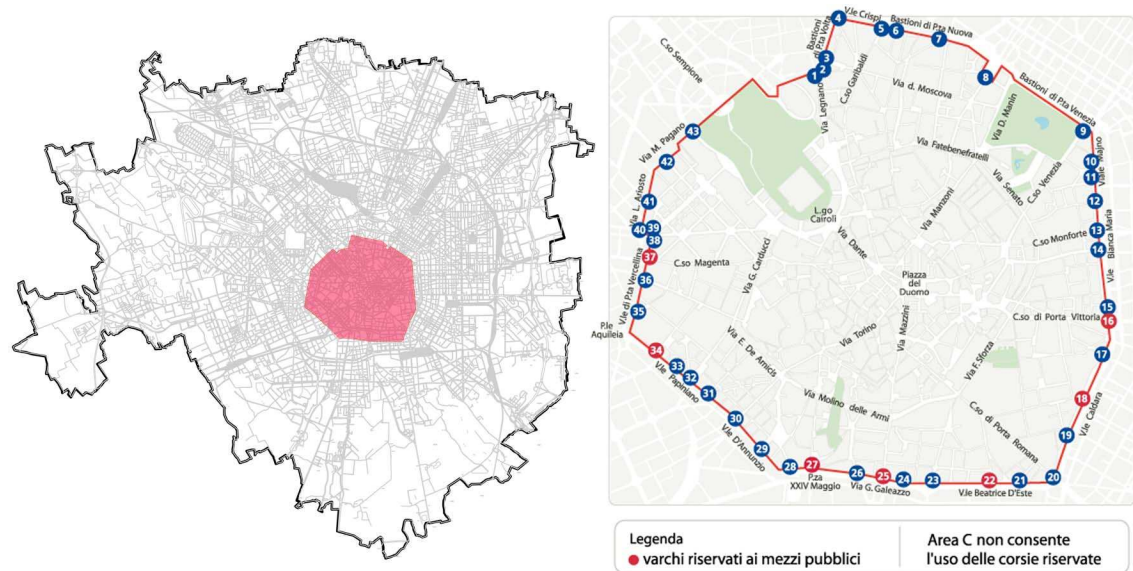 4
V.le Crispi
Bastioni di P.ta Nuova
5
6
7
Bastioni
di P.ta Volta
3
2
1
8
C.so Sempione
Via Legnano
C.so Garibaldi
Via d. Moscova
Bastioni di P.ta Venezia
Via D. Manin
43
9
Via M. Pagano
42
Via Fatebenefratelli
10
11
Viale Majno
Via Senato
C.so Venezia
41
Via L. Ariosto
12
Via Manzoni
L.go
Cairoli
40
39
38
13
C.so Monforte
14
Via Dante
V.le Bianca Maria
37
C.so Magenta
Via G. Carducci
36
V.le di P.ta Vercellina
Piazza
del
Duomo
35
15
C.so di Porta Vittoria
16
P.le
Aquileia
Via Torino
Via Mazzini
34
33
32
31
V.le Papiniano
Via E. De Amicis
Via F. Sforza
17
18
V.le Caldara
Via Molino delle Armi
C.so di Porta Romana
30
29
V.le D'Annunzio
19
28
27
P.za
XXIV Maggio
26
25
24
23
22
21
20
Via G. Galeazzo
V.le Beatrice D'Este
Legenda
varchi riservati ai mezzi pubblici
Area C non consente
l'uso delle corsie riservate